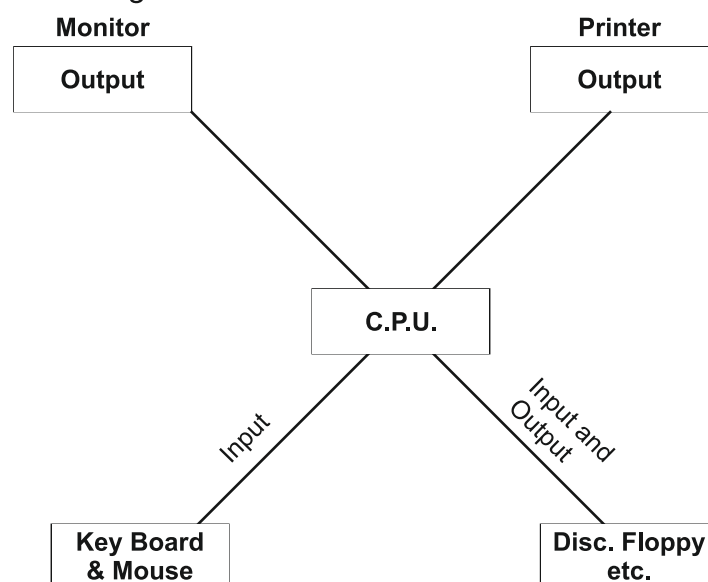 Monitor
Printer
Output
Output
C.P.U.
Input
Input and
Output
Key Board
& Mouse
Disc. Floppy
etc.